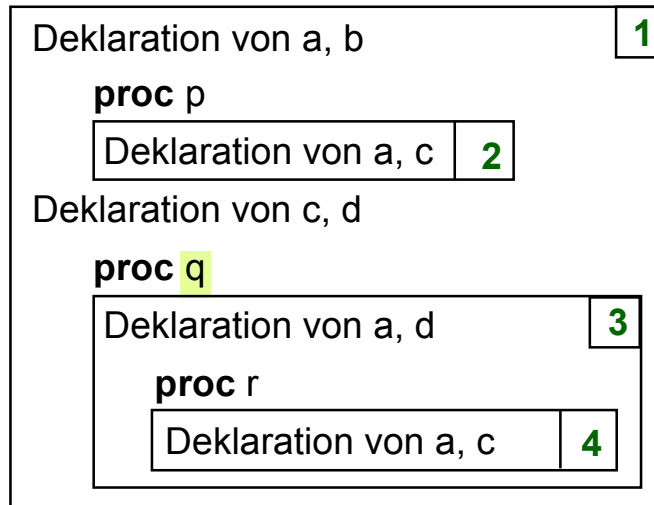 Deklaration von a, b 1
proc p
Deklaration von a, c 2
Deklaration von c, d
proc q
Deklaration von a, d 3
proc r
Deklaration von a, c 4